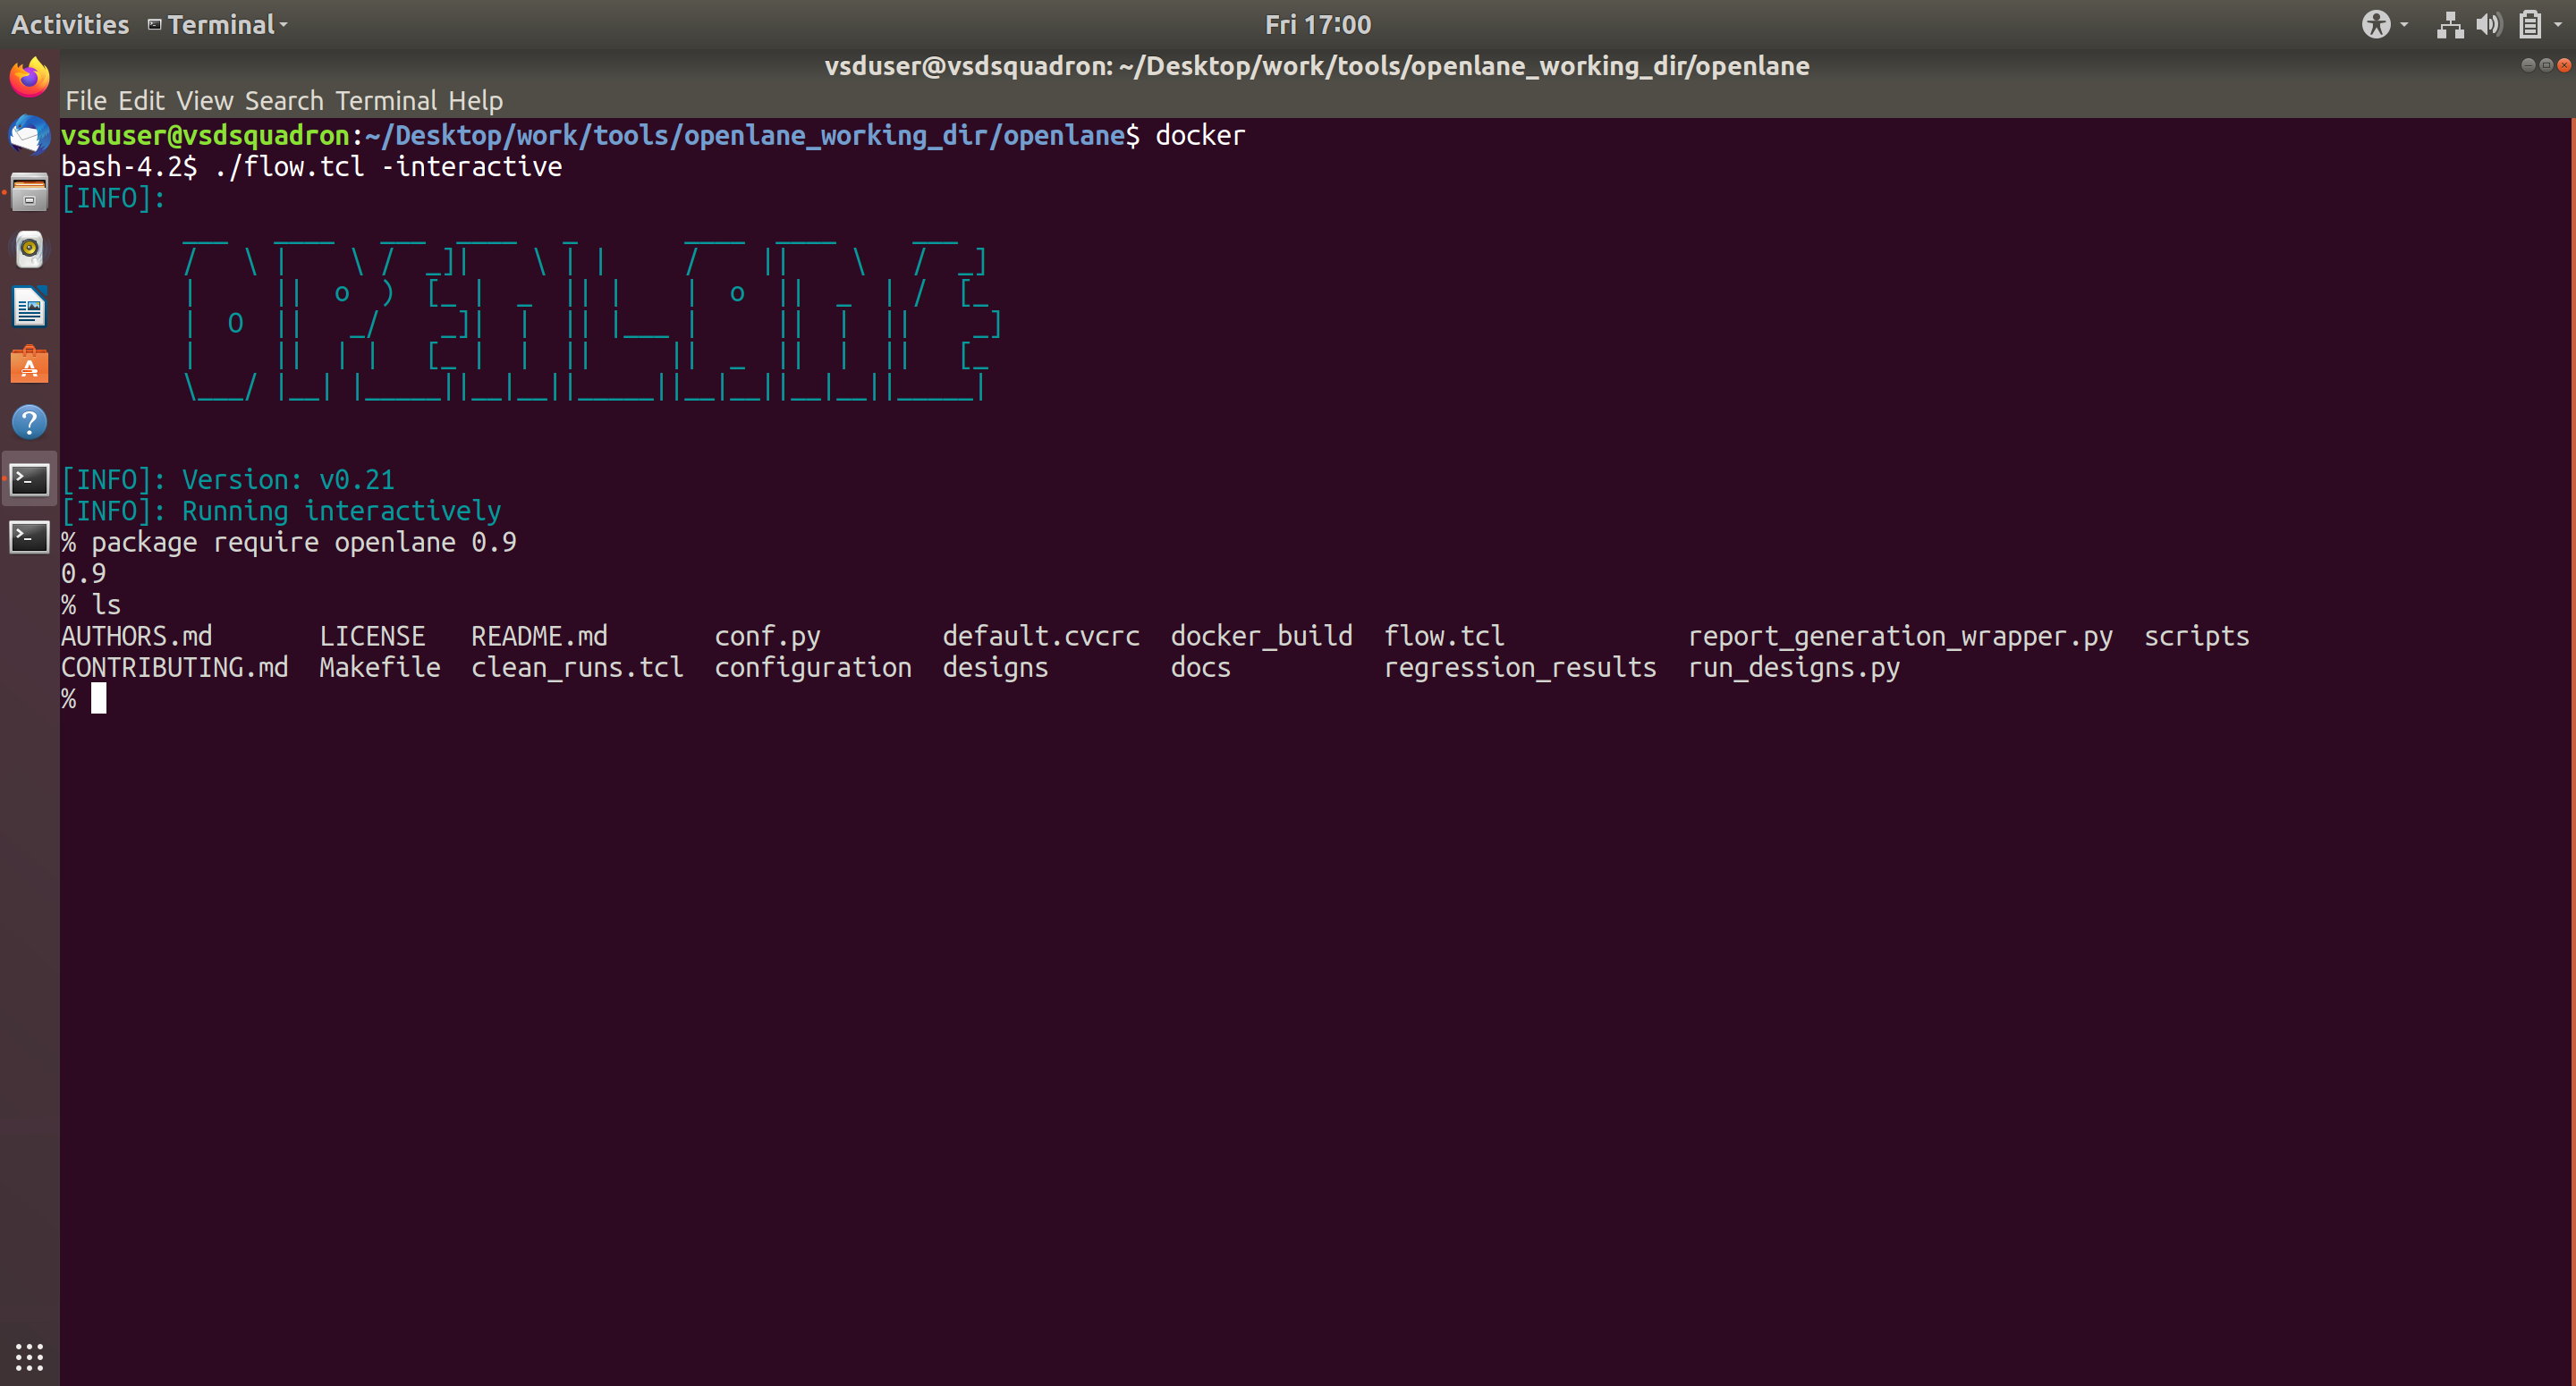 Activities Terminal Fri 17:00
vsduser@vsdsquadron: ~/Desktop/work/tools/openlane_working_dir/openlane
File Edit View Search Terminal Help
vsduser@vsdsquadron:~/Desktop/work/tools/openlane_working_dir/openlane$ docker
bash-4.2$ ./flow.tcl -interactive
[INFO]:
OPENLANE
[INFO]: Version: v0.21
[INFO]: Running interactively
% package require openlane 0.9
0.9
% ls
AUTHORS.md LICENSE README.md conf.py default.cvcrc docker_build flow.tcl report_generation_wrapper.py scripts
CONTRIBUTING.md Makefile clean_runs.tcl configuration designs docs regression_results run_designs.py
%